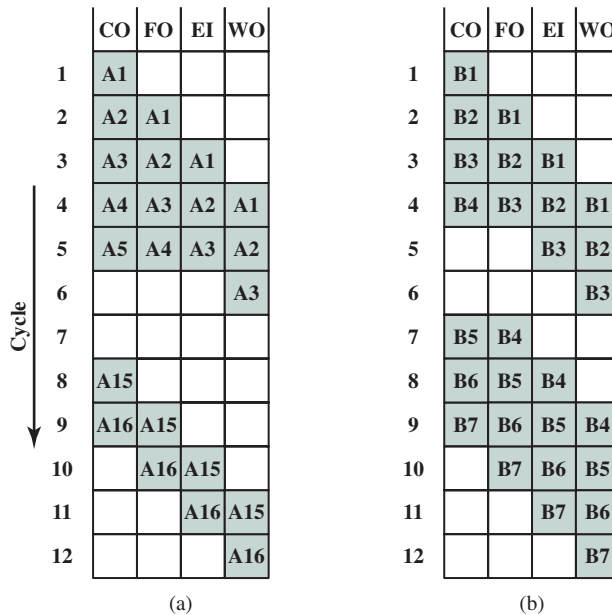 CO FO EI WO CO FO EI WO
1 A1 1 B1
2 A2 A1 2 B2 B1
3 A3 A2 A1 3 B3 B2 B1
4 A4 A3 A2 A1 4 B4 B3 B2 B1
5 A5 A4 A3 A2 5 B3 B2
6 A3 6 B3
7 7 B5 B4
8 A15 8 B6 B5 B4
9 A16 A15 9 B7 B6 B5 B4
10 A16 A15 10 B7 B6 B5
11 A16 A15 11 B7 B6
12 A16 12 B7
Cycle
(a) (b)